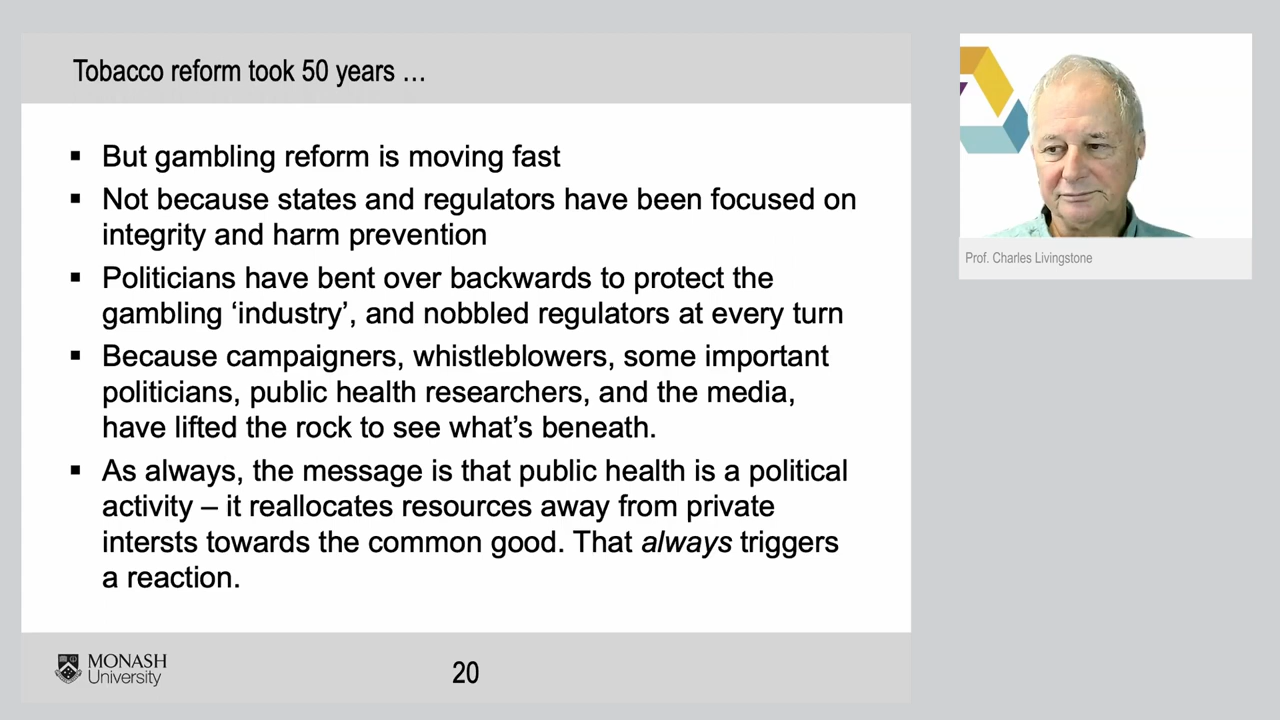 Tobacco reform took 50 years …
▪ But gambling reform is moving fast
▪ Not because states and regulators have been focused on
integrity and harm prevention
▪ Politicians have bent over backwards to protect the
gambling ‘industry’, and nobbled regulators at every turn
▪ Because campaigners, whistleblowers, some important
politicians, public health researchers, and the media,
have lifted the rock to see what’s beneath.
▪ As always, the message is that public health is a political
activity – it reallocates resources away from private
intersts towards the common good. That always triggers
a reaction.
MONASH
University
20
Prof. Charles Livingstone